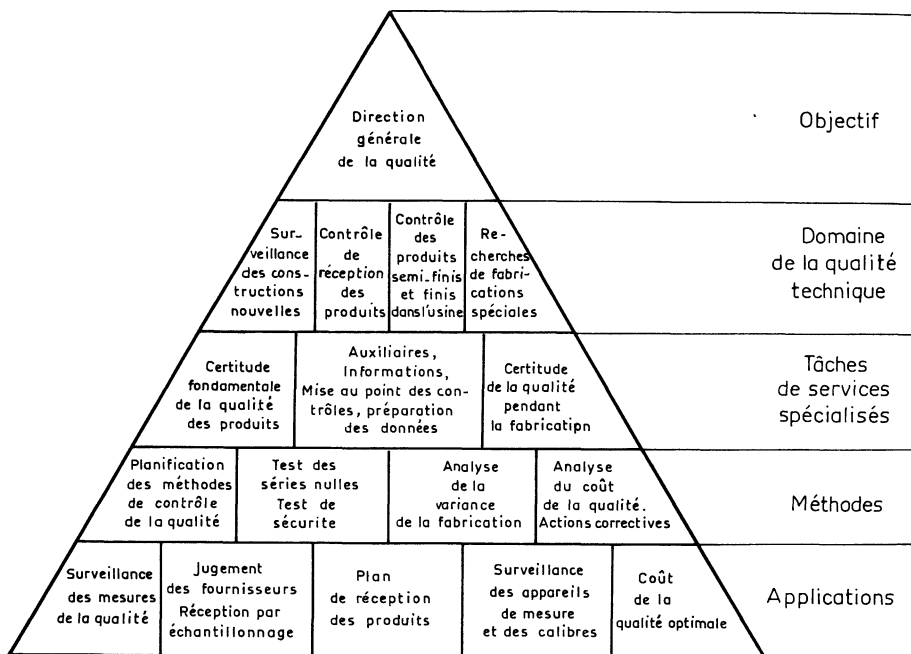 Direction
générale
de la qualité
Objectif
Sur-
veillance
des cons-
tructions
nouvelles
Contrôle
de
réception
des
produits
Contrôle
des
produits
semi-finis
et finis
dans l'usine
Re-
cherches
de fabri-
cations
spéciales
Domaine
de la qualité
technique
Certitude
fondamentale
de la qualité
des produits
Auxiliaires,
Informations,
Mise au point des con-
trôles, préparation
des données
Certitude
de la qualité
pendant
la fabrication
Tâches
de services
spécialisés
Planification
des méthodes
de contrôle
de la qualité
Test des
séries nulles
Test de
sécurite
Analyse
de la
variance
de la fabrication
Analyse
du coût
de la qualité.
Actions correctives
Méthodes
Surveillance
des mesures
de la qualité
Jugement
des fournisseurs
Réception par
échantillonnage
Plan
de réception
des produits
Surveillance
des appareils
de mesure
et des calibres
Coût
de la
qualité optimale
Applications